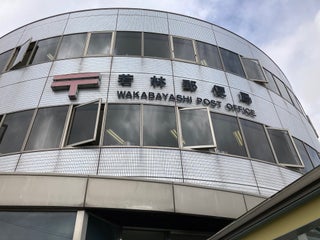 〒 若林郵便局
WAKABAYASHI POST OFFICE